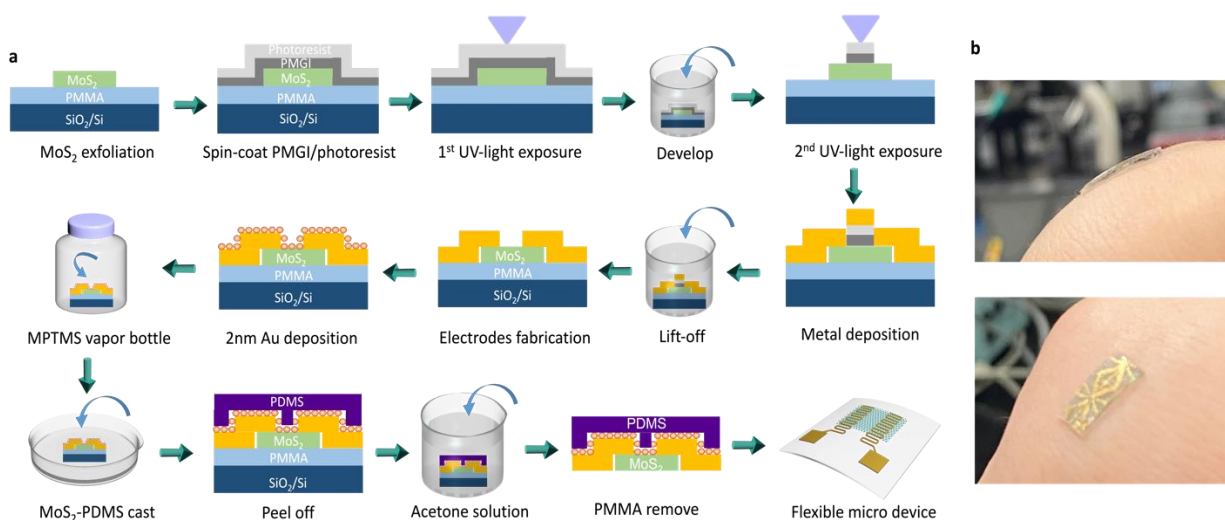 a
b
MoS₂
PMMA
SiO₂/Si
MoS₂ exfoliation
Photoresist
PMGI
MoS₂
PMMA
SiO₂/Si
Spin-coat PMGI/photoresist
1st UV-light exposure
Develop
2nd UV-light exposure
MPTMS vapor bottle
MoS₂
PMMA
SiO₂/Si
2nm Au deposition
MoS₂
PMMA
SiO₂/Si
Electrodes fabrication
Lift-off
Metal deposition
MoS₂-PDMS cast
PDMS
MoS₂
PMMA
SiO₂/Si
Peel off
Acetone solution
PDMS
MoS₂
PMMA remove
Flexible micro device